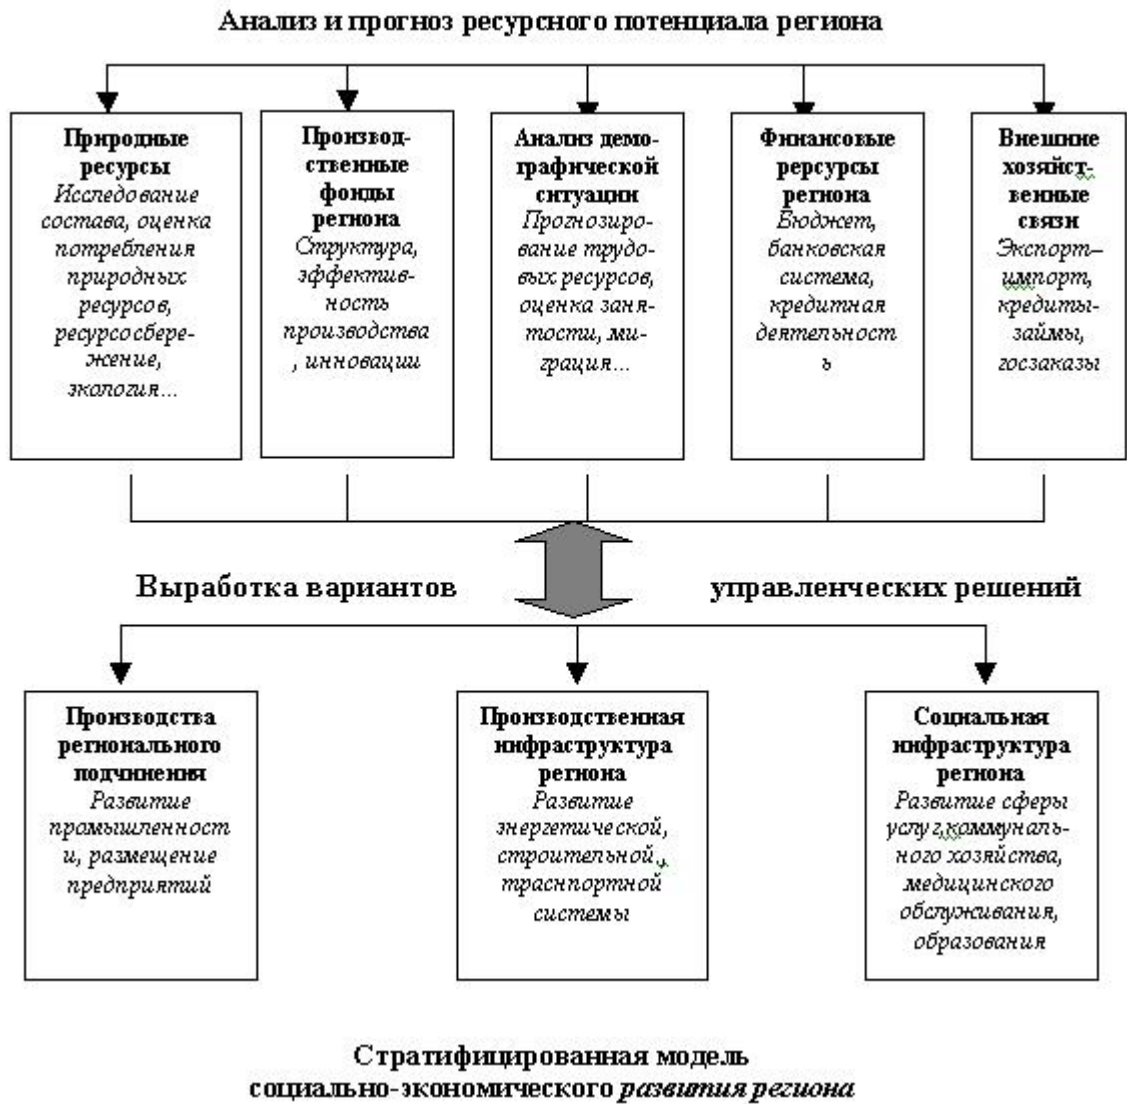 Анализ и прогноз ресурсного потенциала региона
Природные
ресурсы
Исследование
состава, оценка
потребления
природных
ресурсов,
ресурсосбере-
жение,
экология...
Производ-
ственные
фонды
региона
Структура,
эффектив-
ность
производства
, инновации
Анализ демо-
графической
ситуации
Прогнозиро-
вание трудо-
вых ресурсов,
оценка заня-
тости, ми-
грация...
Финансовые
рерсурсы
региона
Бюджет,
банковская
система,
кредитная
деятельност
ь
Внешние
хозяйст-
венные
связи
Экспорт–
импорт,
кредиты-
займы,
госзаказы
Выработка вариантов управленческих решений
Производства
регионального
подчинения
Развитие
промышленност
и, размещение
предприятий
Производственная
инфраструктура
региона
Развитие
энергетической,
строительной.,
траснпортной
системы
Социальная
инфраструктура
региона
Развитие сферы
услуг,коммуналь-
ного хозяйства,
медицинского
обслуживания,
образования
Стратифицированная модель
социально-экономического развития региона